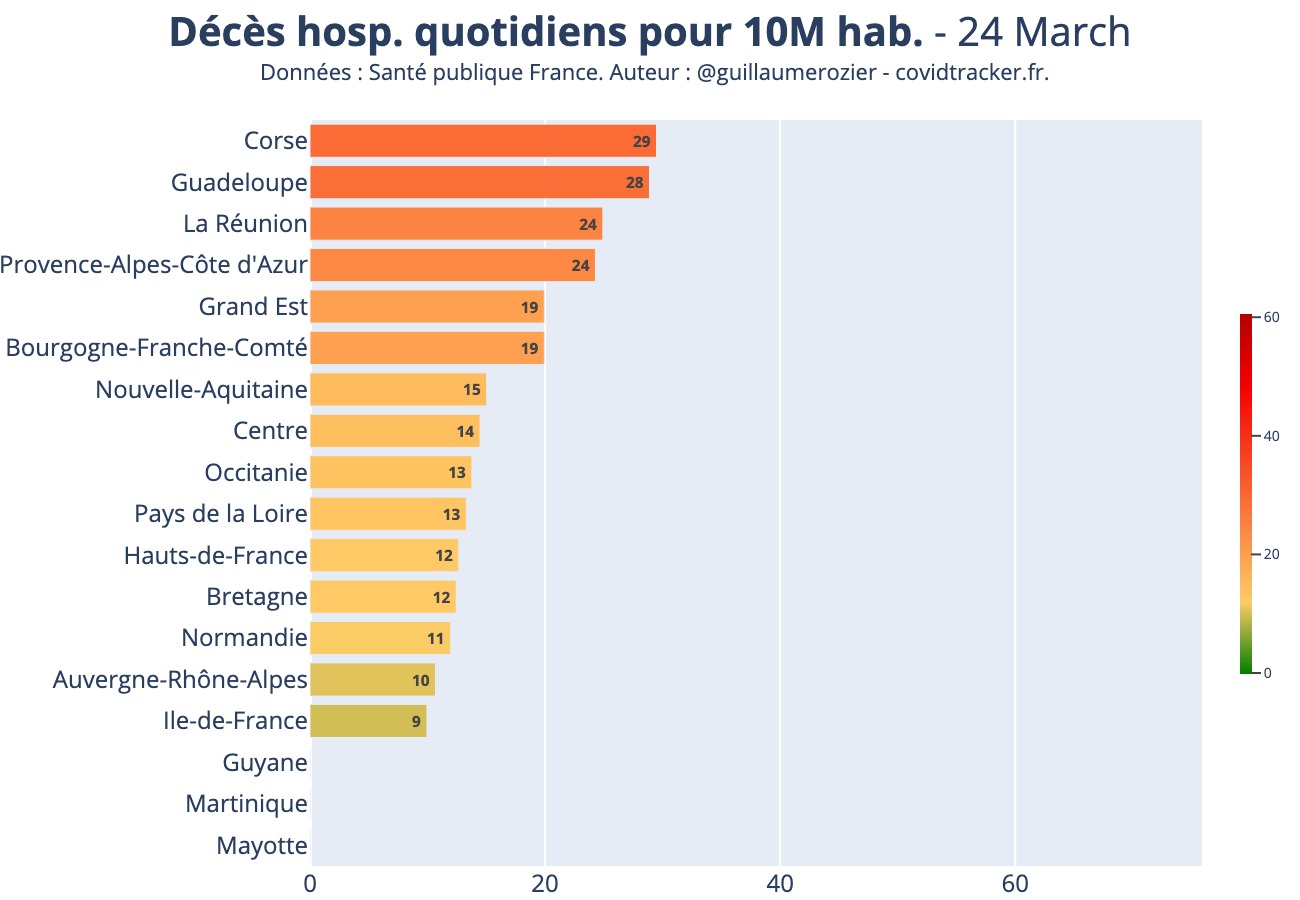 Décès hosp. quotidiens pour 10M hab. - 24 March
Données : Santé publique France. Auteur : @guillaumerozier - covidtracker.fr.
Corse 29
Guadeloupe 28
La Réunion 24
Provence-Alpes-Côte d'Azur 24
Grand Est 19
Bourgogne-Franche-Comté 19
Nouvelle-Aquitaine 15
Centre 14
Occitanie 13
Pays de la Loire 13
Hauts-de-France 12
Bretagne 12
Normandie 11
Auvergne-Rhône-Alpes 10
Ile-de-France 9
Guyane
Martinique
Mayotte
0 20 40 60
60
40
20
0